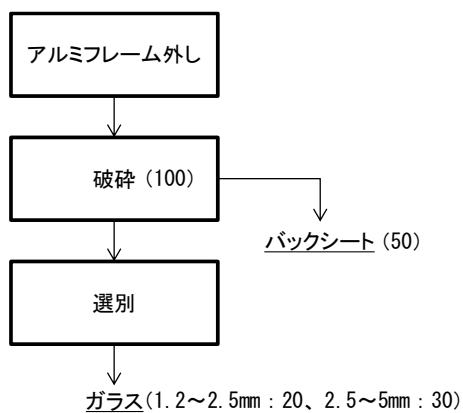 アルミフレーム外し
破砕（100）
バックシート（50）
選別
ガラス(1.2～2.5mm：20、2.5～5mm：30)